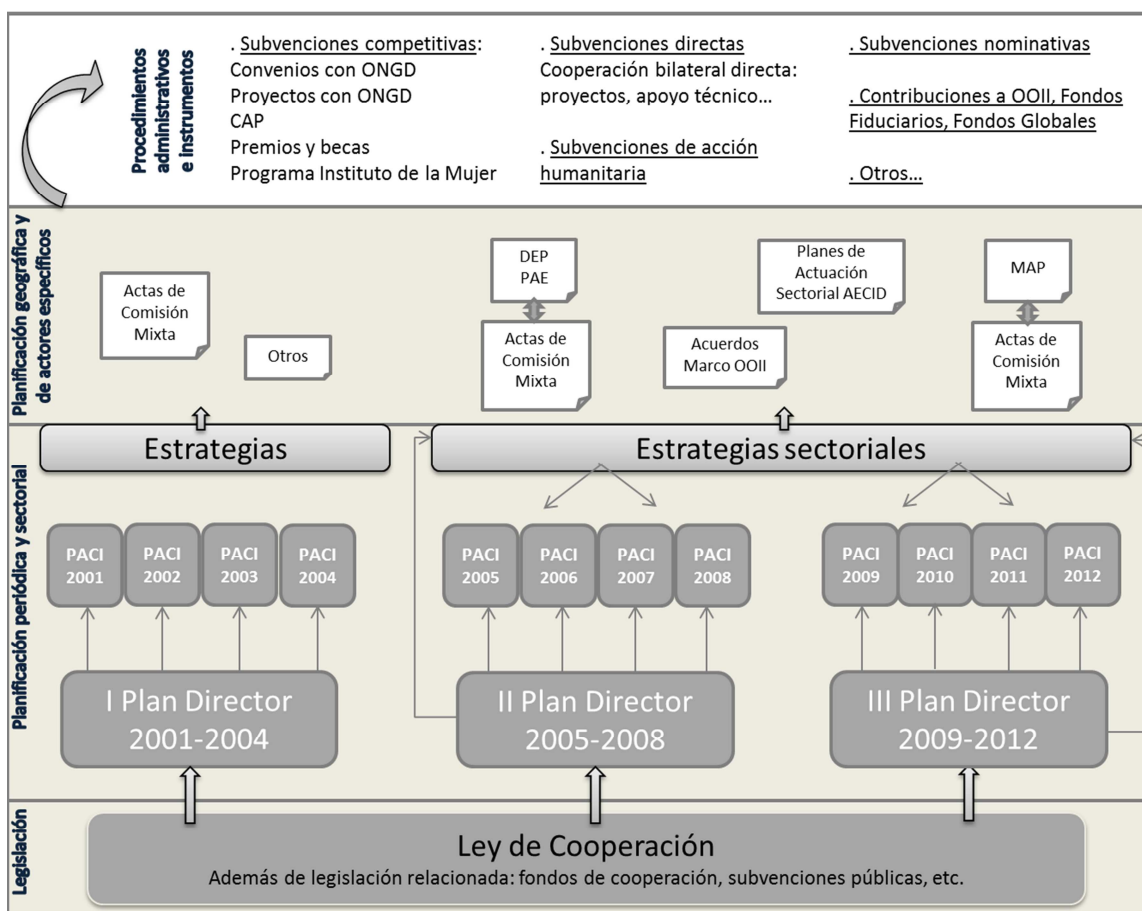 Procedimientos
administrativos
e instrumentos
. Subvenciones competitivas:
Convenios con ONGD
Proyectos con ONGD
CAP
Premios y becas
Programa Instituto de la Mujer
. Subvenciones directas
Cooperación bilateral directa:
proyectos, apoyo técnico...
. Subvenciones de acción
humanitaria
. Subvenciones nominativas
. Contribuciones a OOII, Fondos
Fiduciarios, Fondos Globales
. Otros...
Planificación geográfica y
de actores específicos
Actas de
Comisión
Mixta
Otros
DEP
PAE
Actas de
Comisión
Mixta
Planes de
Actuación
Sectorial AECID
Acuerdos
Marco OOII
MAP
Actas de
Comisión
Mixta
Planificación periódica y sectorial
Estrategias
Estrategias sectoriales
PACI
2001
PACI
2002
PACI
2003
PACI
2004
PACI
2005
PACI
2006
PACI
2007
PACI
2008
PACI
2009
PACI
2010
PACI
2011
PACI
2012
I Plan Director
2001-2004
II Plan Director
2005-2008
III Plan Director
2009-2012
Legislación
Ley de Cooperación
Además de legislación relacionada: fondos de cooperación, subvenciones públicas, etc.